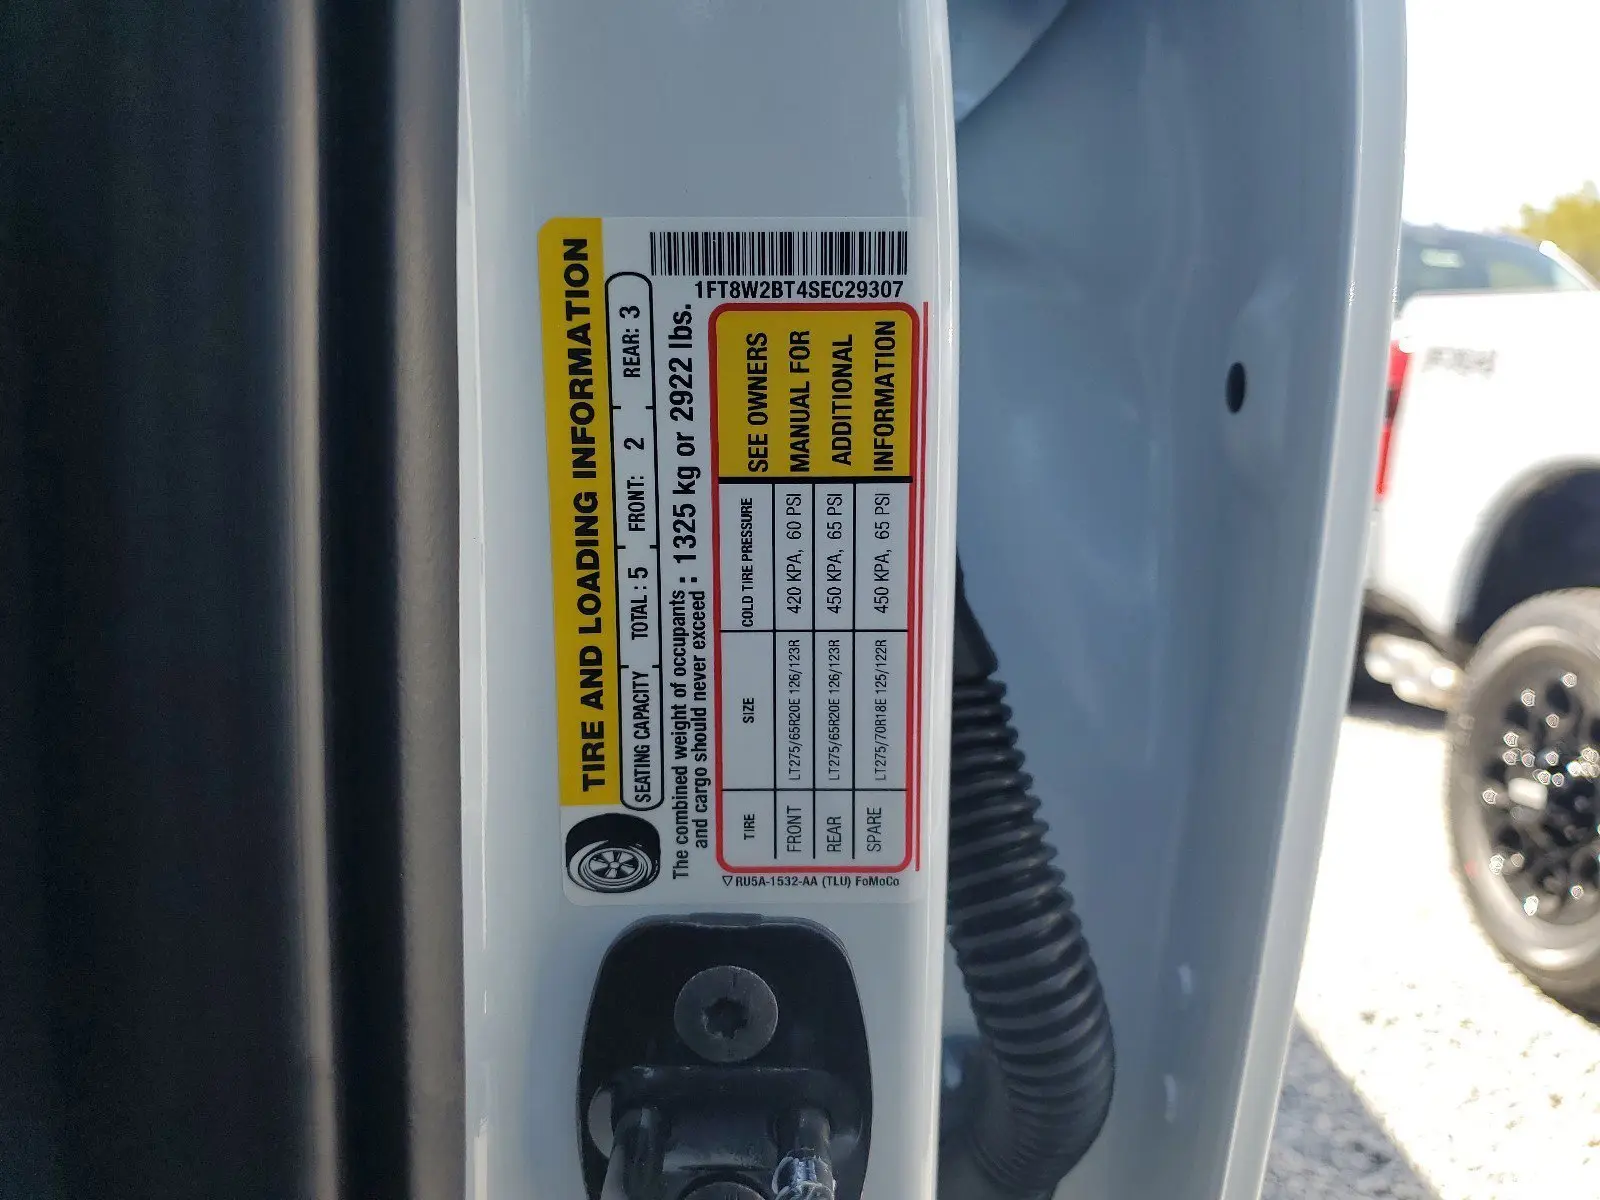 TIRE AND LOADING INFORMATION
SEATING CAPACITY TOTAL : 5 FRONT: 2 REAR: 3
The combined weight of occupants
and cargo should never exceed : 1325 kg or 2922 lbs.
1FT8W2BT4SEC29307
TIRE SIZE COLD TIRE PRESSURE
FRONT LT275/65R20E 126/123R 420 KPA, 60 PSI
REAR LT275/65R20E 126/123R 450 KPA, 65 PSI
SPARE LT275/70R18E 125/122R 450 KPA, 65 PSI
SEE OWNERS
MANUAL FOR
ADDITIONAL
INFORMATION
RU5A-1532-AA (TLU) FoMoCo